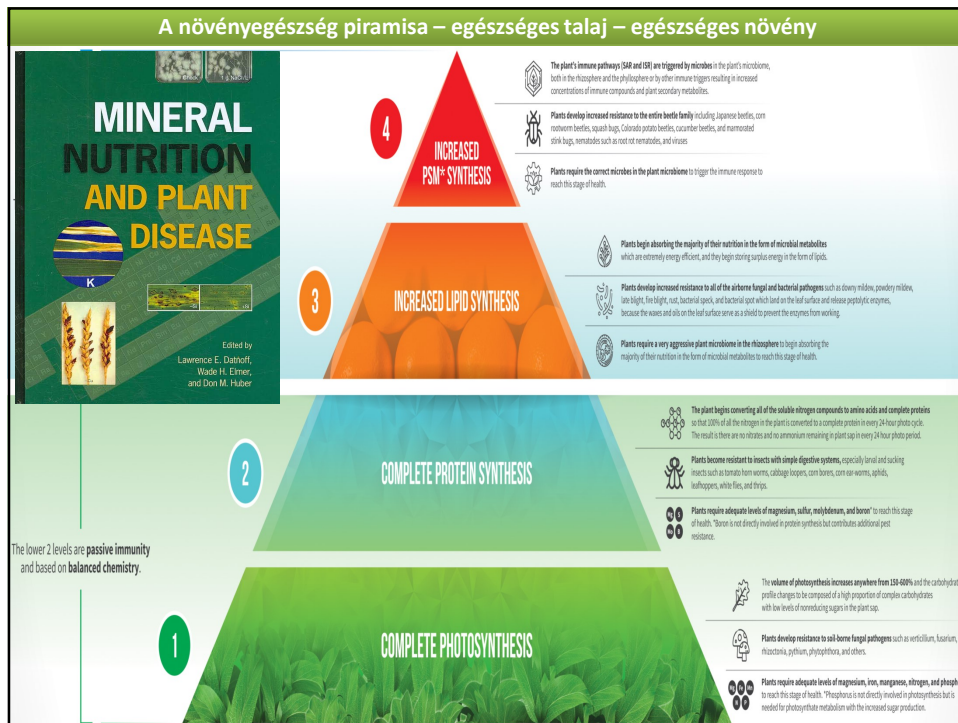 A növényegészség piramisa – egészséges talaj – egészséges növény
MINERAL
NUTRITION
AND PLANT
DISEASE
K
Edited by
Lawrence E. Datnoff,
Wade H. Elmer,
and Don M. Huber
4
INCREASED
PSM* SYNTHESIS
The plant's immune pathways (SAR and ISR) are triggered by microbes in the plant's microbiome,
both in the rhizosphere and the phyllosphere or by other immune triggers resulting in increased
concentrations of immune compounds and plant secondary metabolites.
Plants develop increased resistance to the entire beetle family including Japanese beetles, corn
rootworm beetles, squash bugs, Colorado potato beetles, cucumber beetles, and marmorated
stink bugs, nematodes such as root rot nematodes, and viruses
Plants require the correct microbes in the plant microbiome to trigger the immune response to
reach this stage of health.
3
INCREASED LIPID SYNTHESIS
Plants begin absorbing the majority of their nutrition in the form of microbial metabolites
which are extremely energy efficient, and they begin storing surplus energy in the form of lipids.
Plants develop increased resistance to all of the airborne fungal and bacterial pathogens such as downy mildew, powdery mildew,
late blight, fire blight, rust, bacterial speck, and bacterial spot which land on the leaf surface and release peptolytic enzymes,
because the waxes and oils on the leaf surface serve as a shield to prevent the enzymes from working.
Plants require a very aggressive plant microbiome in the rhizosphere to begin absorbing the
majority of their nutrition in the form of microbial metabolites to reach this stage of health.
2
COMPLETE PROTEIN SYNTHESIS
The plant begins converting all of the soluble nitrogen compounds to amino acids and complete proteins
so that 100% of all the nitrogen in the plant is converted to a complete protein in every 24-hour photo cycle.
The result is there are no nitrates and no ammonium remaining in plant sap in every 24 hour photo period.
Plants become resistant to insects with simple digestive systems, especially larval and sucking
insects such as tomato horn worms, cabbage loopers, corn borers, corn ear-worms, aphids,
leafhoppers, white flies, and thrips.
Mg S
Mo B
Plants require adequate levels of magnesium, sulfur, molybdenum, and boron* to reach this stage
of health. *Boron is not directly involved in protein synthesis but contributes additional pest
resistance.
The lower 2 levels are passive immunity
and based on balanced chemistry.
1
COMPLETE PHOTOSYNTHESIS
The volume of photosynthesis increases anywhere from 150-600% and the carbohydrat
profile changes to be composed of a high proportion of complex carbohydrates
with low levels of nonreducing sugars in the plant sap.
Plants develop resistance to soil-borne fungal pathogens such as verticillium, fusarium,
rhizoctonia, pythium, phytophthora, and others.
Mg Fe Mn
N P
Plants require adequate levels of magnesium, iron, manganese, nitrogen, and phosph
to reach this stage of health. *Phosphorus is not directly involved in photosynthesis but is
needed for photosynthate metabolism with the increased sugar production.